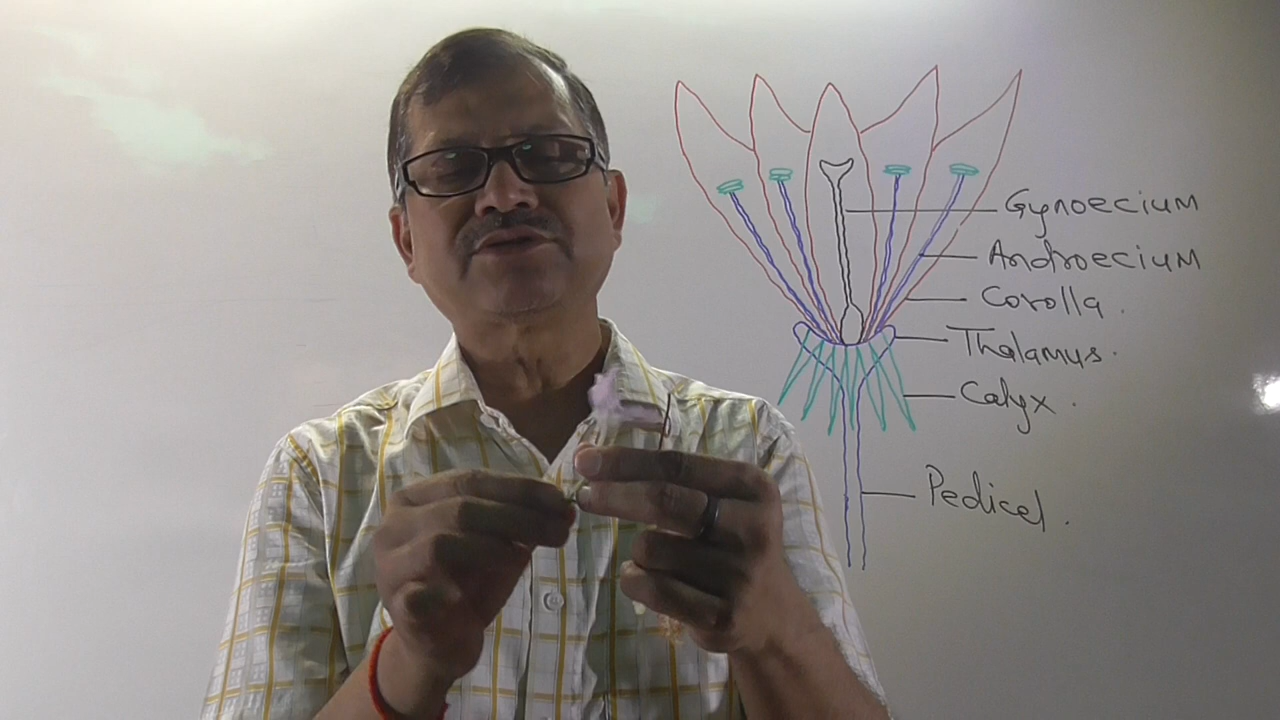 Gynoecium
Androecium
Corolla.
Thalamus.
Calyx.
Pedicel.